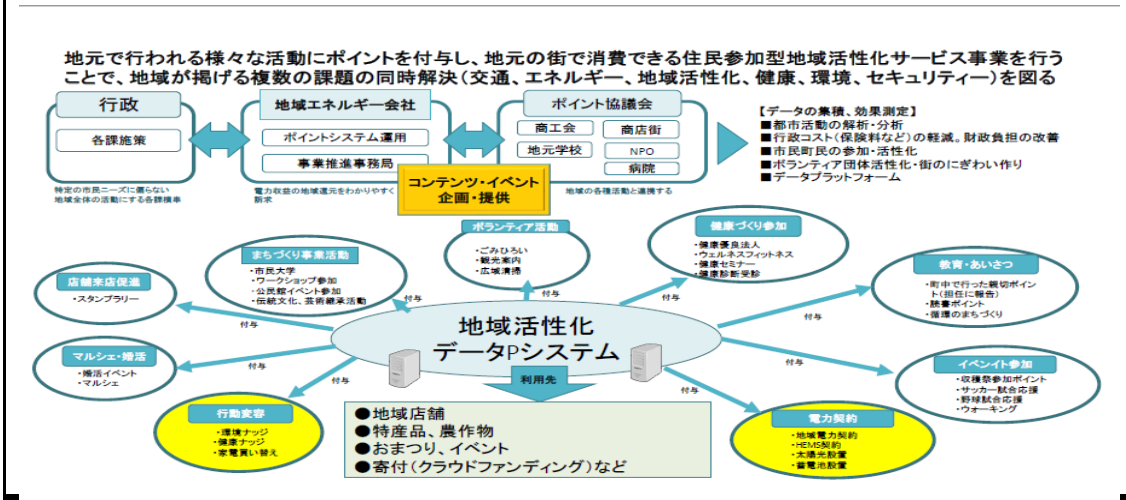 地元で行われる様々な活動にポイントを付与し、地元の街で消費できる住民参加型地域活性化サービス事業を行う
ことで、地域が掲げる複数の課題の同時解決(交通、エネルギー、地域活性化、健康、環境、セキュリティー)を図る
行政
各課施策
特定の市民ニーズに偏らない
地域全体の活動にする各課横串
地域エネルギー会社
ポイントシステム運用
事業推進事務局
電力収益の地域還元をわかりやすく
訴求
ポイント協議会
商工会
商店街
地元学校
NPO
病院
地域の各種活動と連携する
コンテンツ・イベント
企画・提供
【データの集積、効果測定】
■都市活動の解析・分析
■行政コスト(保険料など)の軽減。財政負担の改善
■市民町民の参加・活性化
■ボランティア団体活性化・街のにぎわい作り
■データプラットフォーム
店舗来店促進
・スタンプラリー
まちづくり事業活動
・市民大学
・ワークショップ参加
・公民館イベント参加
・伝統文化、芸術継承活動
ボランティア活動
・ごみひろい
・観光案内
・広域清掃
健康づくり参加
・健康優良法人
・ウェルネスフィットネス
・健康セミナー
・健康診断受診
教育・あいさつ
・町中で行った親切ポイン
ト(担任に報告)
・読書ポイント
・循環のまちづくり
付与
付与
付与
付与
付与
地域活性化
データPシステム
マルシェ・婚活
・婚活イベント
・マルシェ
付与
付与
付与
付与
イベンイト参加
・収穫祭参加ポイント
・サッカー試合応援
・野球試合応援
・ウォーキング
行動変容
・環境ナッジ
・健康ナッジ
・家電買い替え
利用先
●地域店舗
●特産品、農作物
●おまつり、イベント
●寄付(クラウドファンディング)など
電力契約
・地域電力契約
・HEMS契約
・太陽光設置
・蓄電池設置